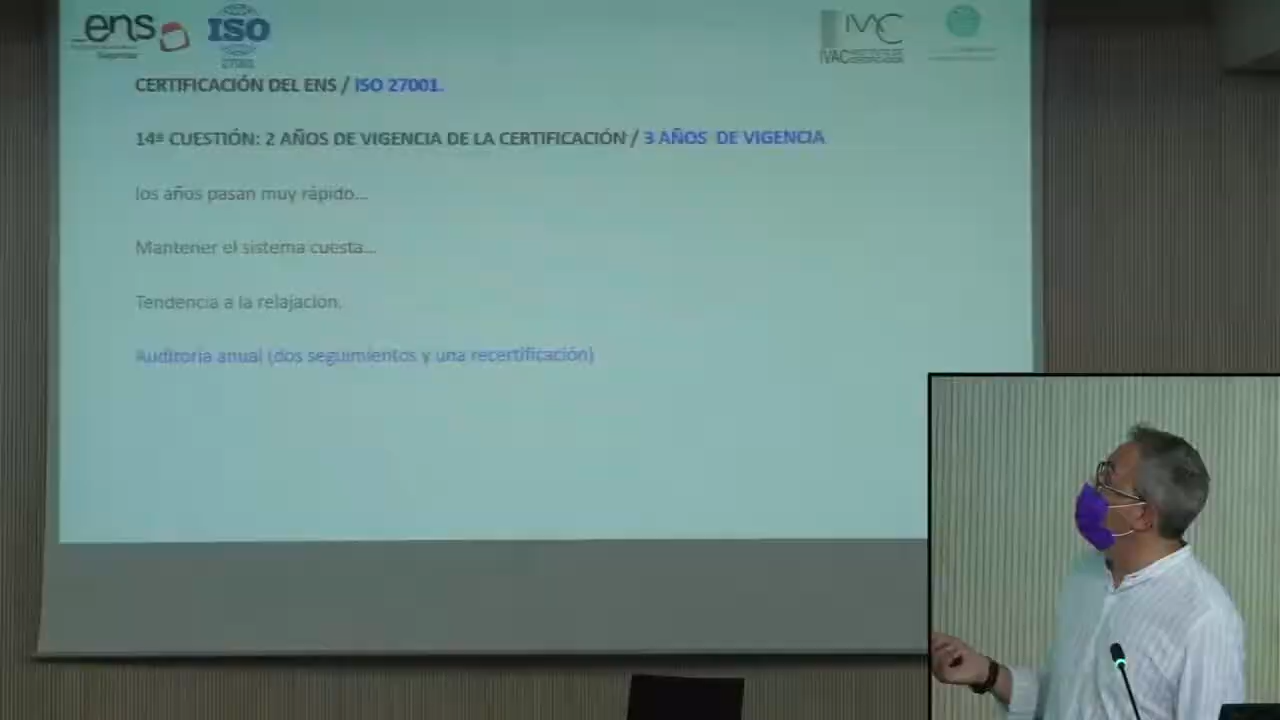 ens
ISO
27001
IVAC
CERTIFICACIÓN DEL ENS / ISO 27001.
14ª CUESTIÓN: 2 AÑOS DE VIGENCIA DE LA CERTIFICACIÓN / 3 AÑOS DE VIGENCIA
los años pasan muy rápido...
Mantener el sistema cuesta...
Tendencia a la relajación.
Auditoria anual (dos seguimientos y una recertificación)